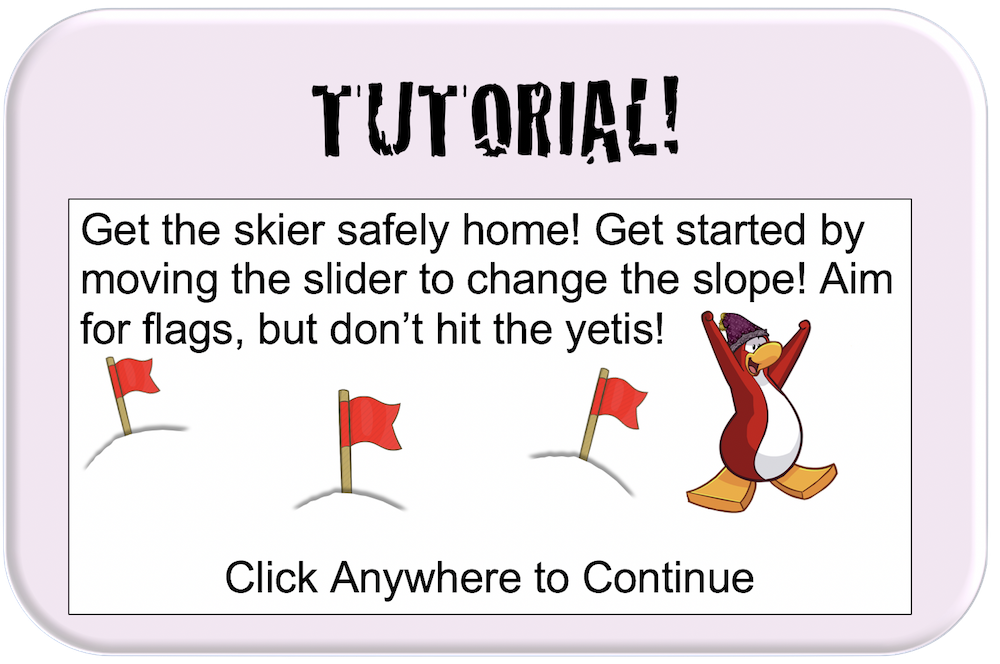 TUTORIAL!
Get the skier safely home! Get started by
moving the slider to change the slope! Aim
for flags, but don’t hit the yetis!
Click Anywhere to Continue